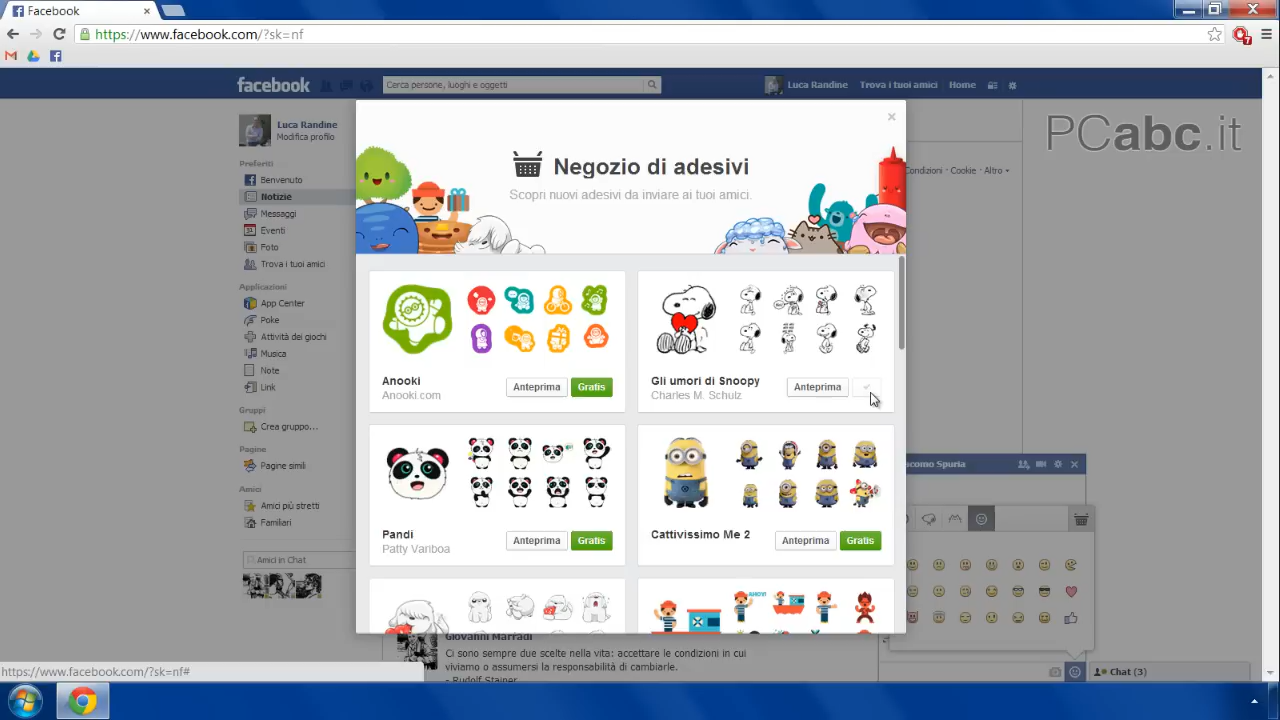 Facebook
https://www.facebook.com/?sk=nf
facebook
Cerca persone, luoghi e oggetti
Luca Randine
Trova i tuoi amici
Home
PCabc.it
Luca Randine
Modifica profilo
Preferiti
Benvenuto
Notizie
Messaggi
Eventi
Foto
Trova i tuoi amici
Applicazioni
App Center
Poke
Attività dei giochi
Musica
Note
Link
Gruppi
Crea gruppo...
Pagine
Pagine simili
Amici
Amici più stretti
Familiari
Amici in Chat
Negozio di adesivi
Scopri nuovi adesivi da inviare ai tuoi amici.
Condizioni · Cookie · Altro
Anooki
Anooki.com
Anteprima
Gratis
Gli umori di Snoopy
Charles M. Schulz
Anteprima
Pandi
Patty Variboa
Anteprima
Gratis
Cattivissimo Me 2
Anteprima
Gratis
AHOY!
Spuria
Giovanni Marradi
Ci sono sempre due scelte nella vita: accettare le condizioni in cui
viviamo o assumersi la responsabilità di cambiarle.
- Rudolf Stainer
Chat (3)
https://www.facebook.com/?sk=nf#